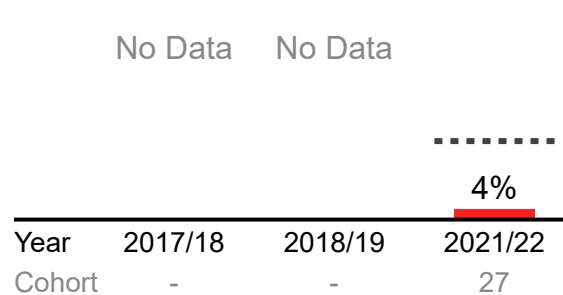 No Data No Data
4%
Year 2017/18 2018/19 2021/22
Cohort - - 27